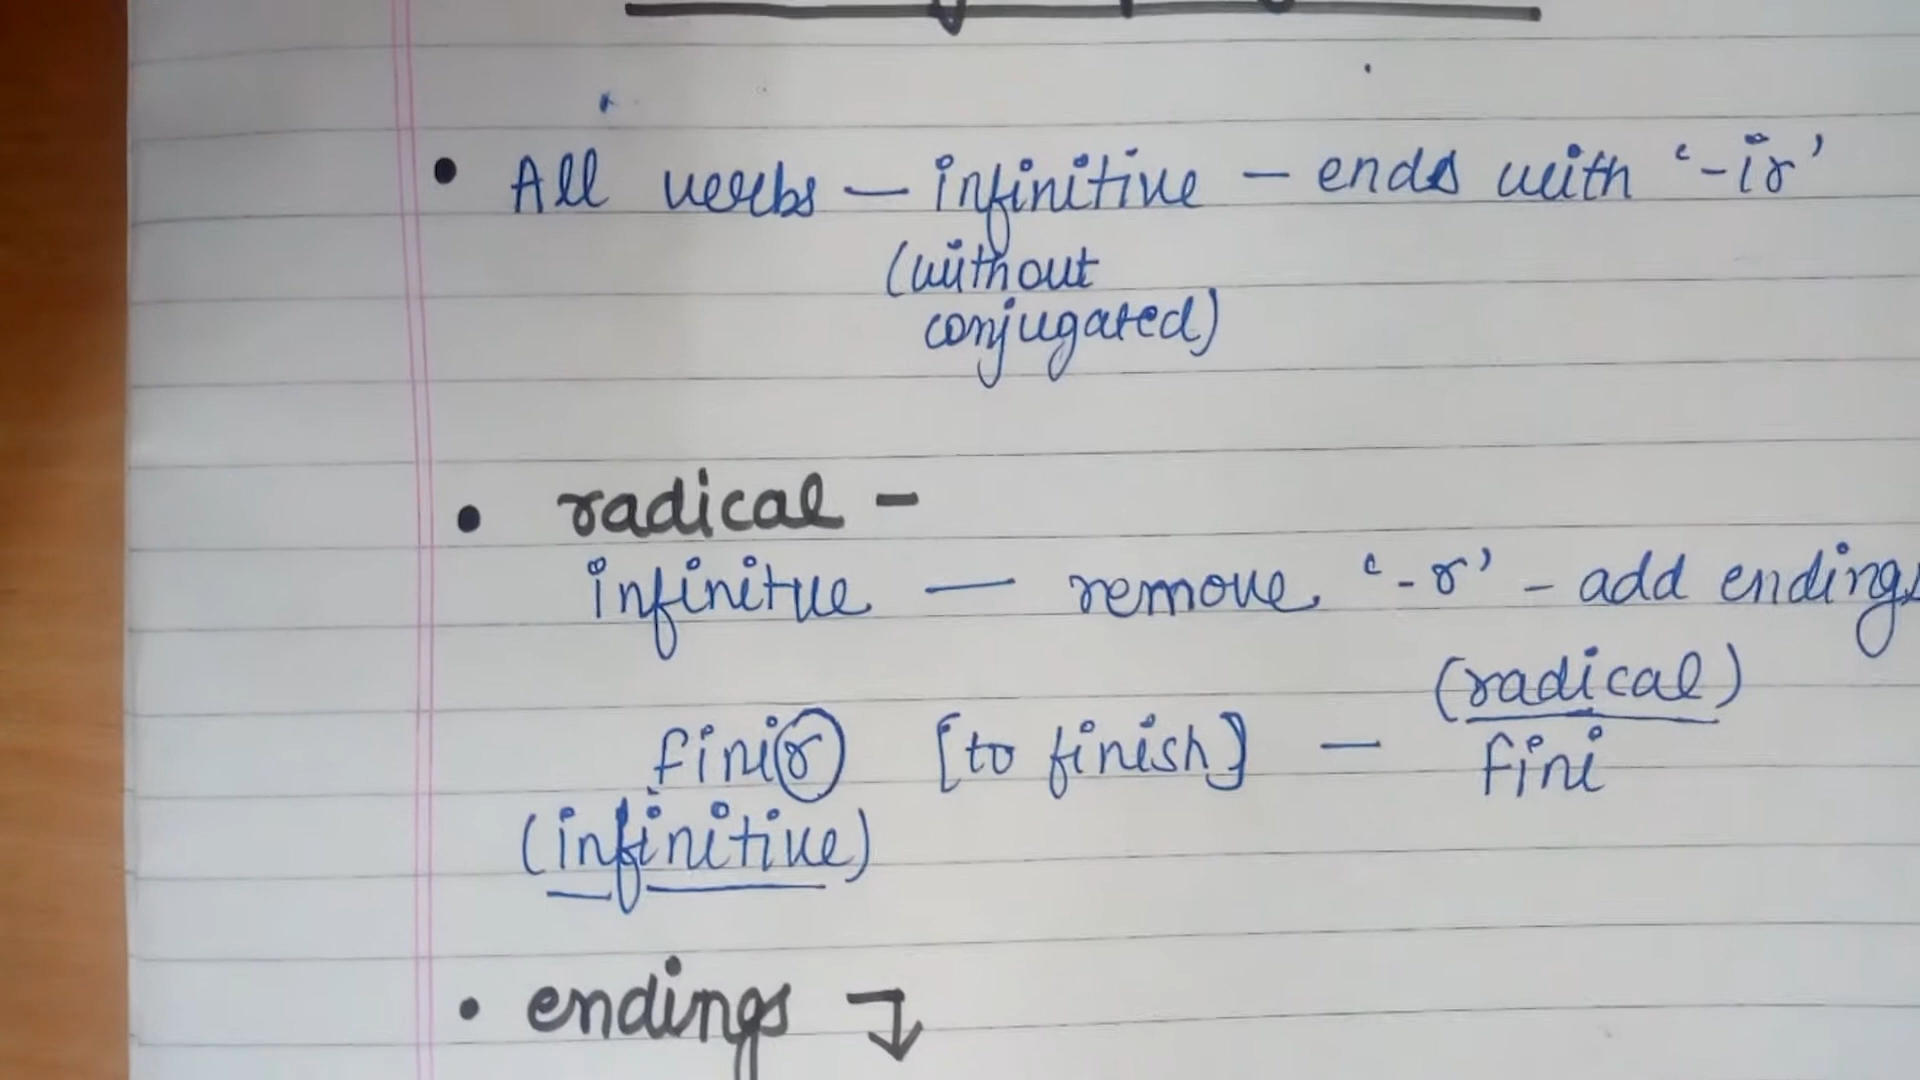 • All verbs — infinitive — ends with '-ir'
(without
conjugated)
• radical -
infinitve — remove '-r' - add endings
(radical)
finir [to finish] — fini
(infinitive)
• endings ↴